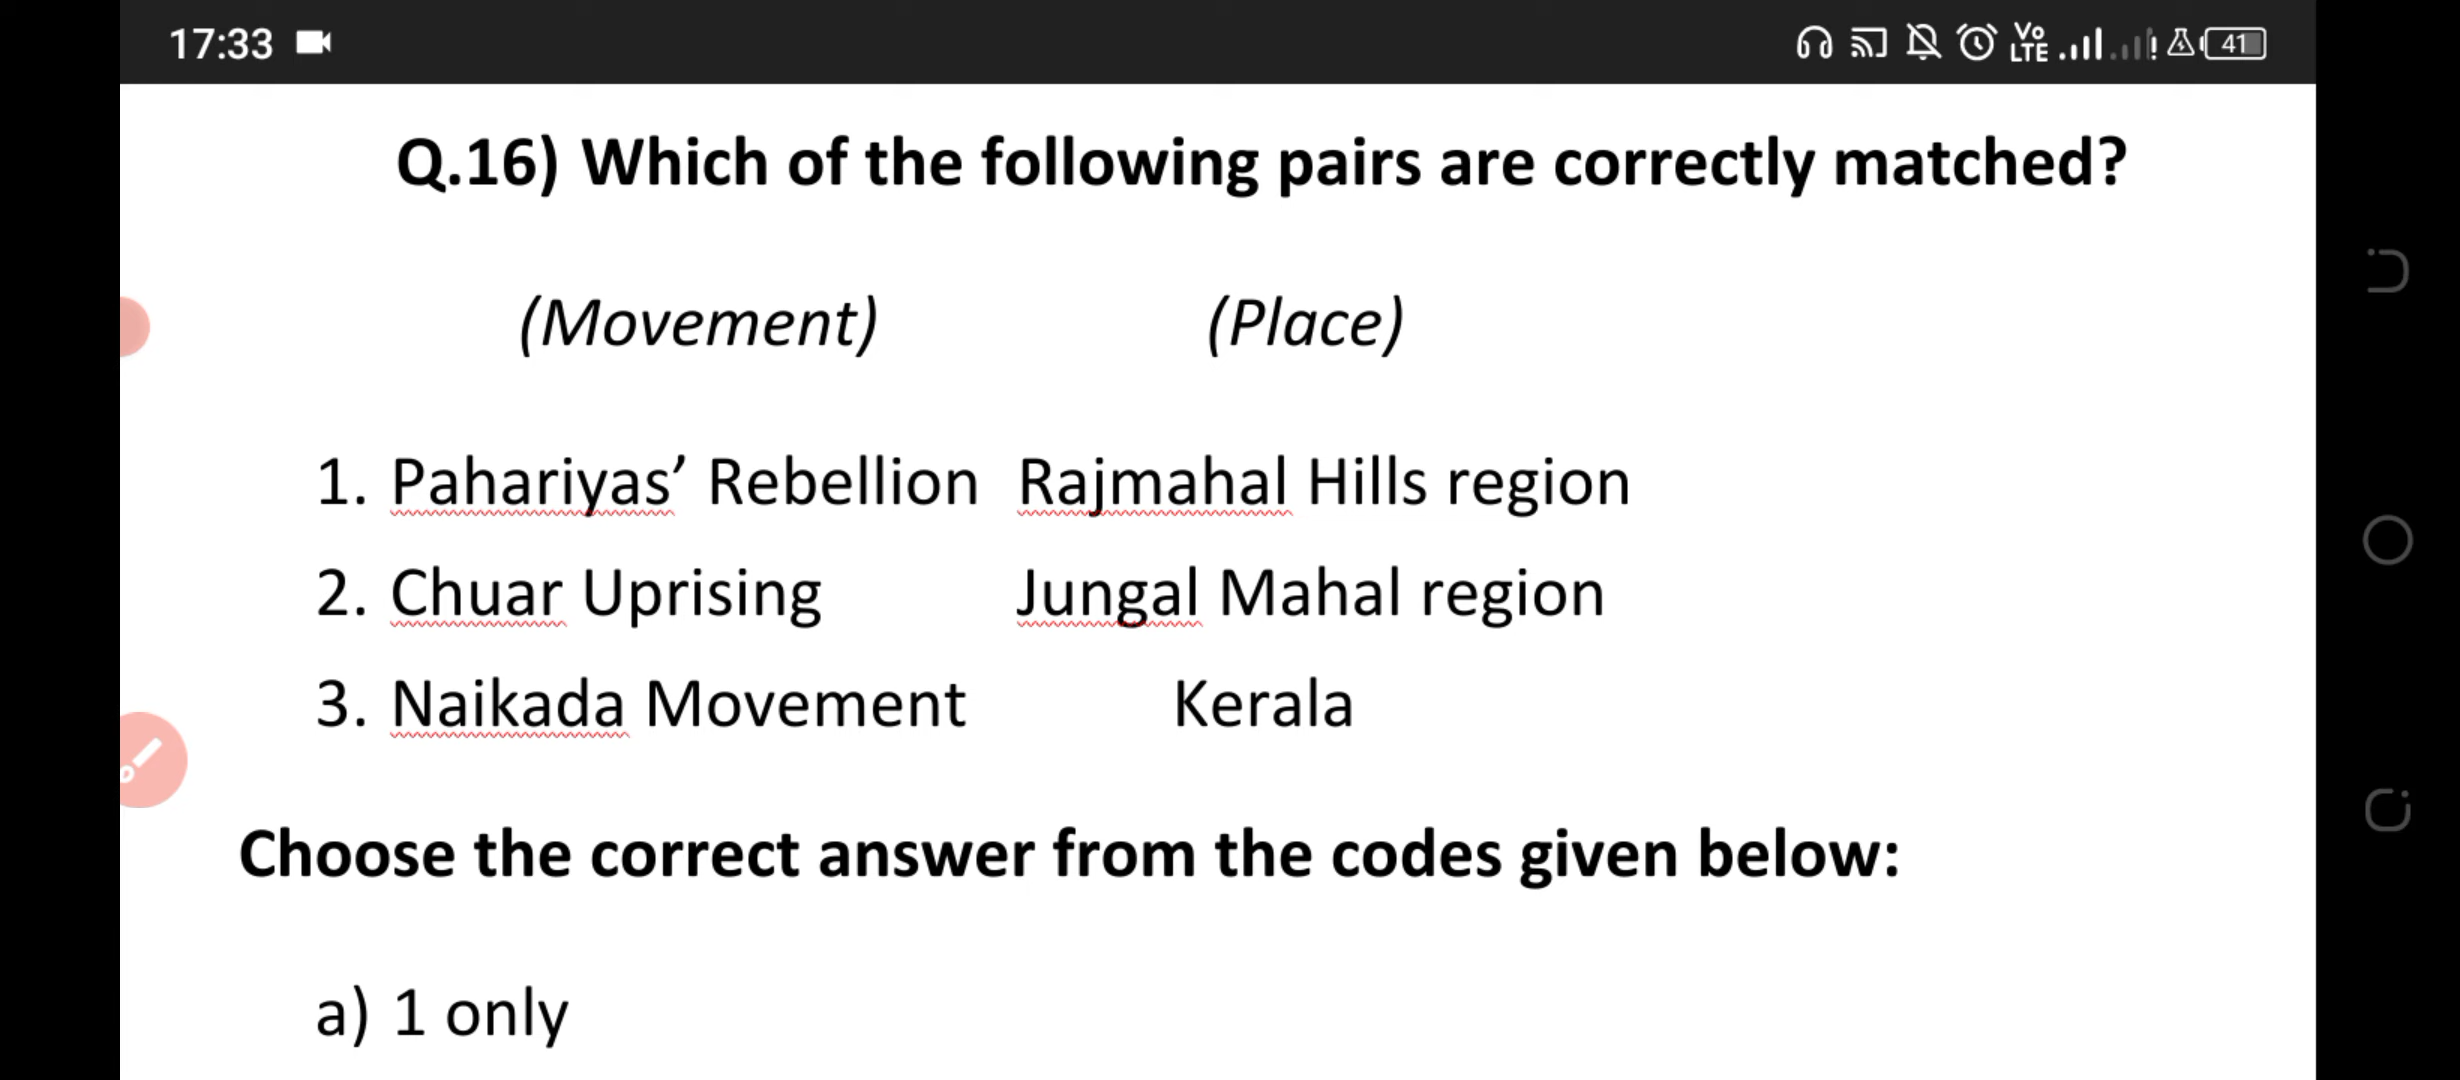 17:33 Vo LTE 41
Q.16) Which of the following pairs are correctly matched?
(Movement) (Place)
1. Pahariyas’ Rebellion Rajmahal Hills region
2. Chuar Uprising Jungal Mahal region
3. Naikada Movement Kerala
Choose the correct answer from the codes given below:
a) 1 only